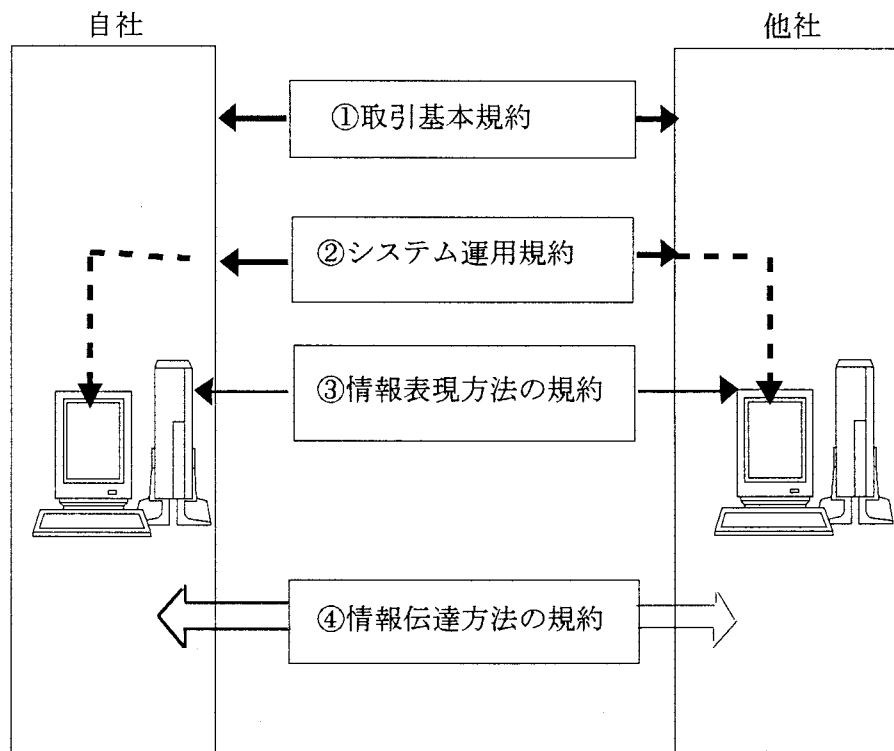 自社
他社
①取引基本規約
②システム運用規約
③情報表現方法の規約
④情報伝達方法の規約